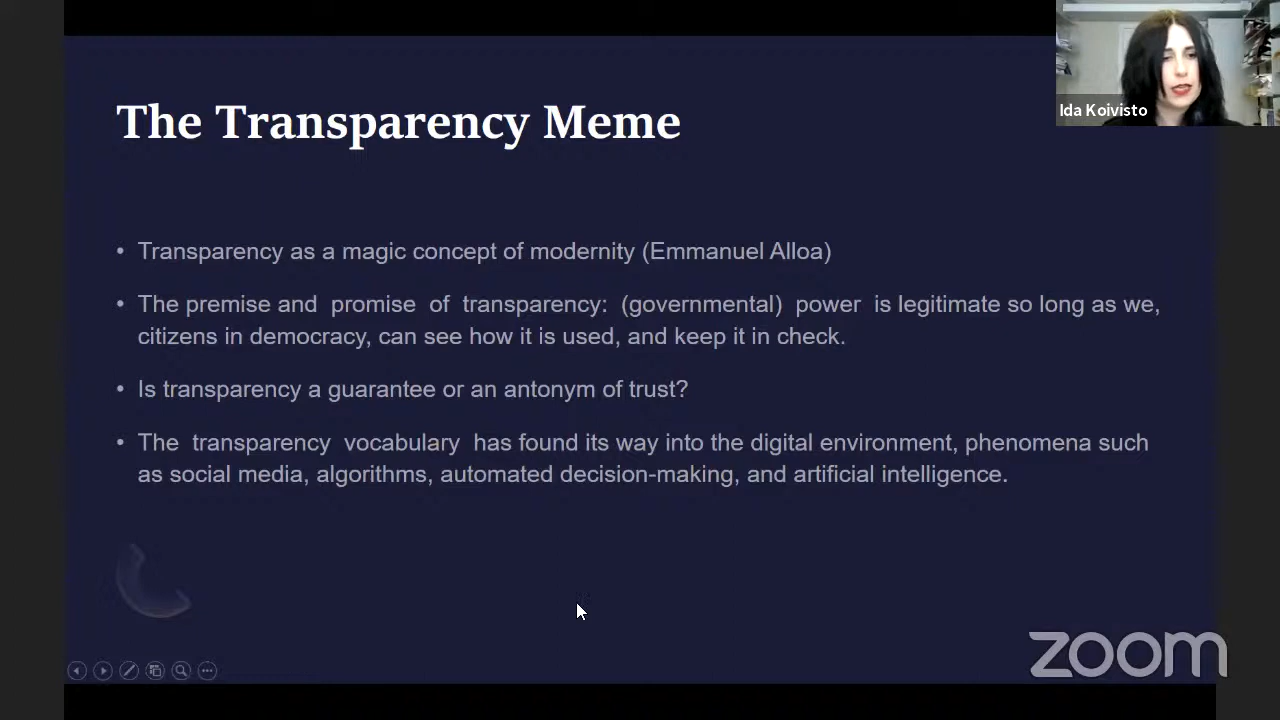 The Transparency Meme
Ida Koivisto
• Transparency as a magic concept of modernity (Emmanuel Alloa)
• The premise and promise of transparency: (governmental) power is legitimate so long as we,
citizens in democracy, can see how it is used, and keep it in check.
• Is transparency a guarantee or an antonym of trust?
• The transparency vocabulary has found its way into the digital environment, phenomena such
as social media, algorithms, automated decision-making, and artificial intelligence.
zoom